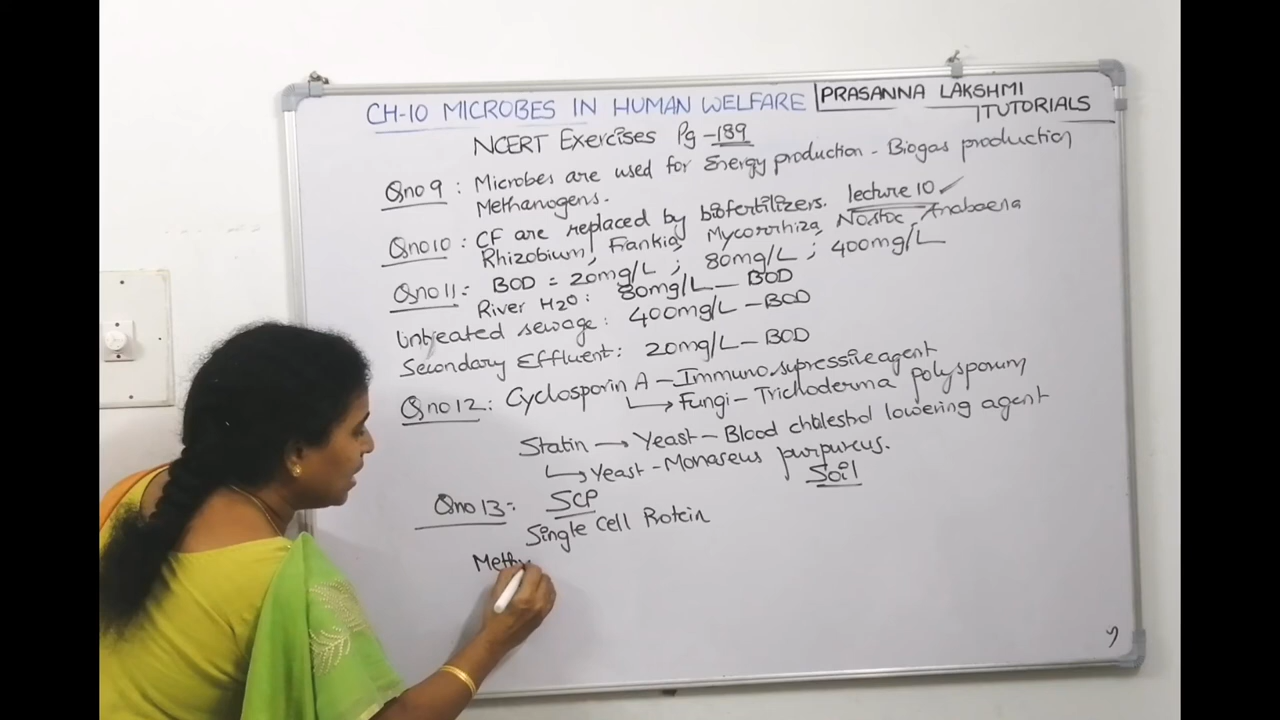 CH-10 MICROBES IN HUMAN WELFARE
PRASANNA LAKSHMI
TUTORIALS
NCERT Exercises Pg-189
Qno 9: Microbes are used for Energy production - Biogas production
Methanogens.
Qno 10: CF are replaced by biofertilizers. lecture 10 ✓
Rhizobium, Frankia, Mycorrhiza, Nostoc, Anabaena
Qno 11:- BOD = 20mg/L ; 80mg/L ; 400mg/L
River H2O: 80mg/L - BOD
Untreated sewage: 400mg/L - BOD
Secondary Effluent: 20mg/L - BOD
Qno 12: Cyclosporin A - Immuno supressive agent
↳ Fungi - Trichoderma polysporum
Statin → Yeast - Blood cholestrol lowering agent
↳ Yeast - Monascus purpureus.
Soil
Qno 13:- SCP
Single Cell Protein
Methy